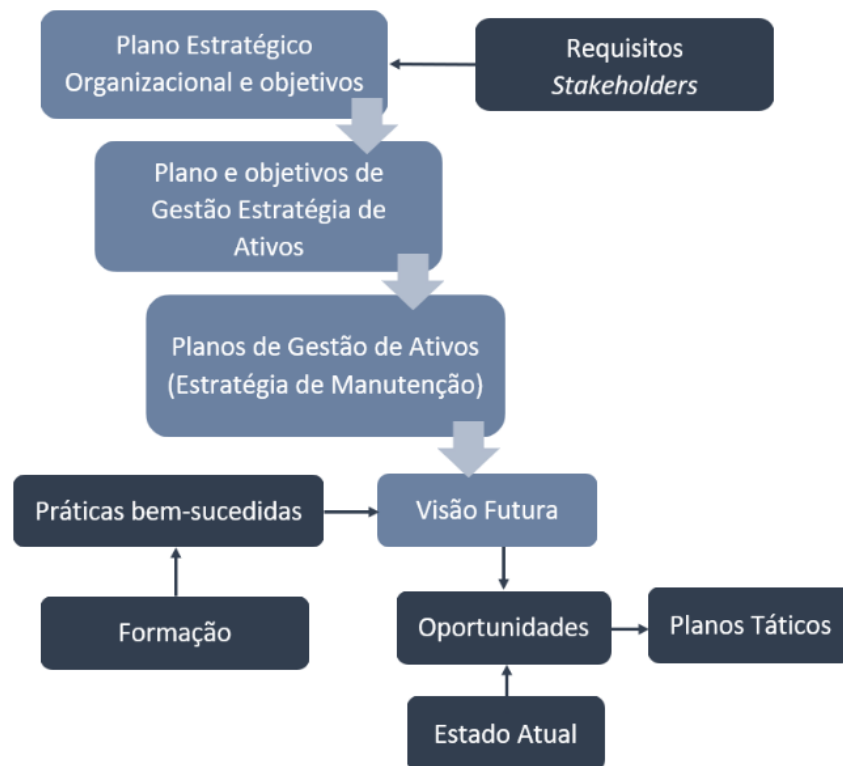 Plano Estratégico
Organizacional e objetivos
Requisitos
Stakeholders
Plano e objetivos de
Gestão Estratégia de
Ativos
Planos de Gestão de Ativos
(Estratégia de Manutenção)
Práticas bem-sucedidas
Visão Futura
Formação
Oportunidades
Planos Táticos
Estado Atual